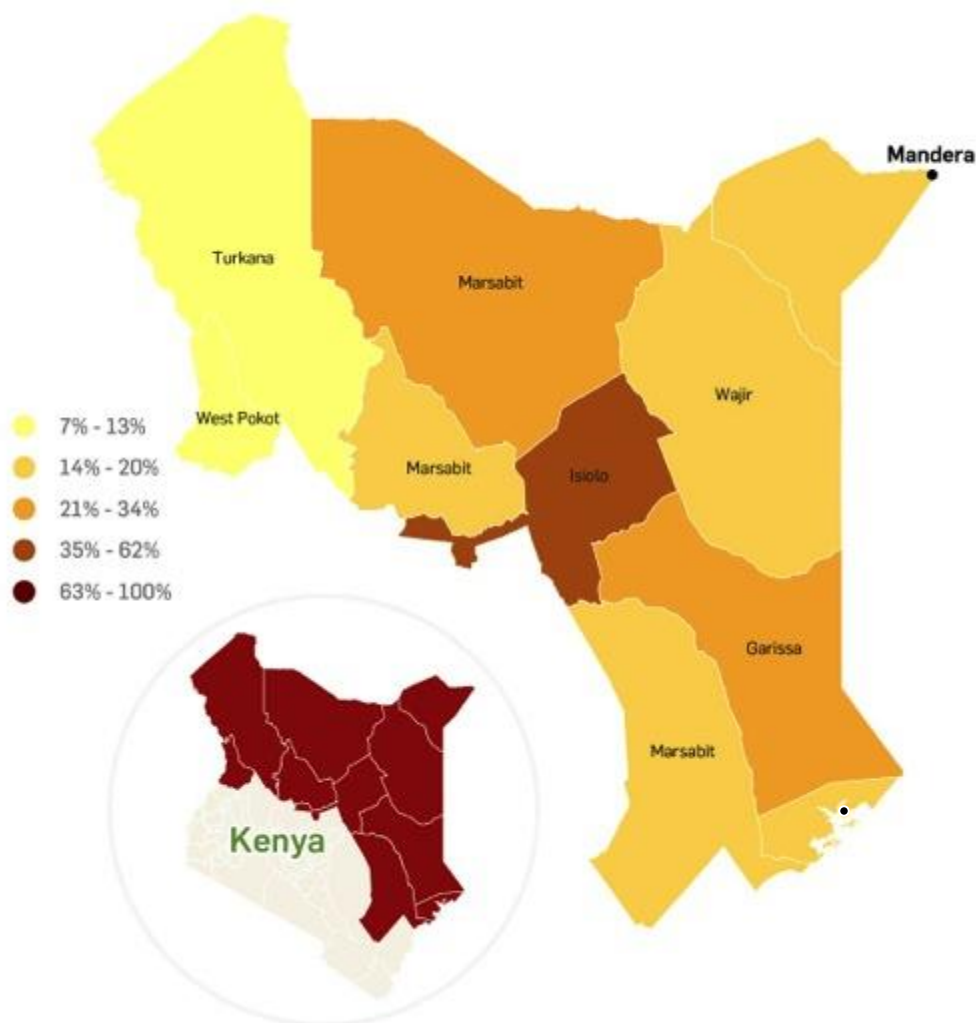 Mandera
Turkana
Marsabit
Wajir
West Pokot
7% - 13%
14% - 20%
Marsabit
Isiolo
21% - 34%
35% - 62%
63% - 100%
Garissa
Marsabit
Kenya